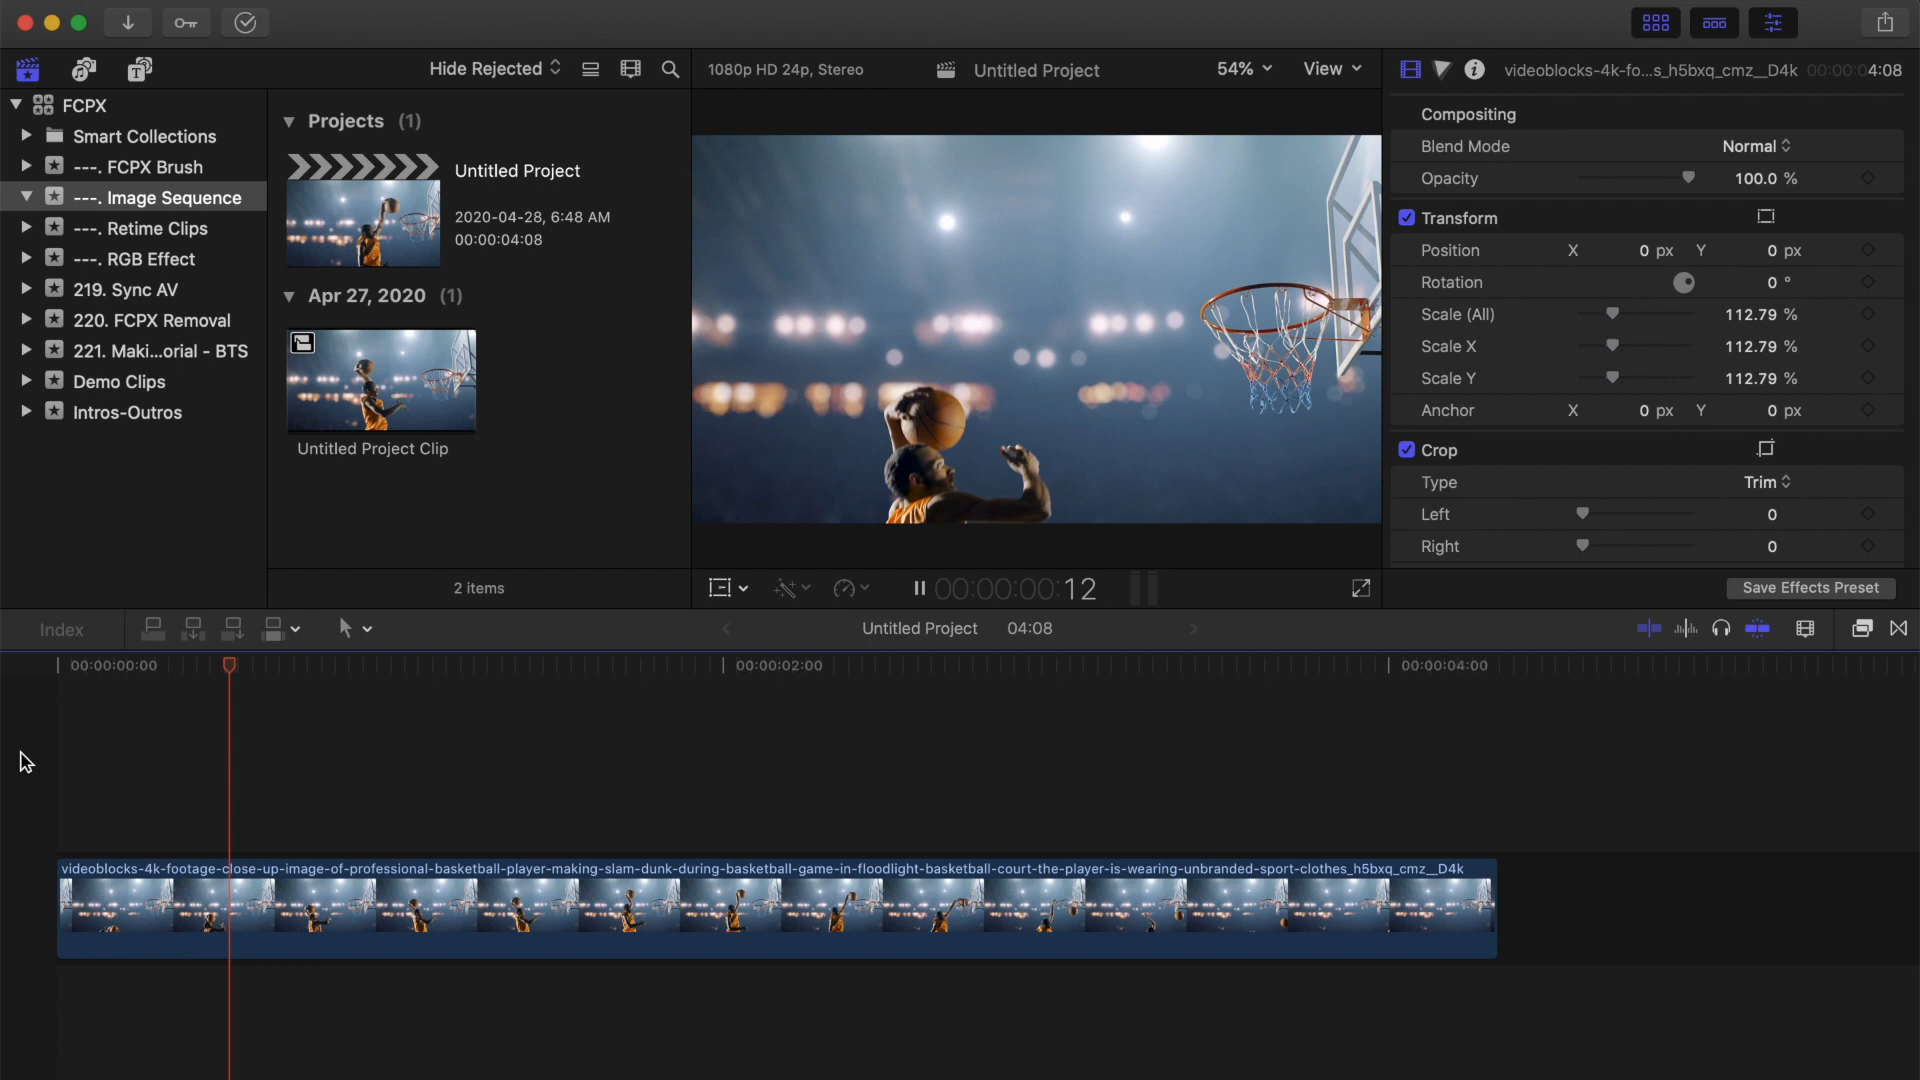 Hide Rejected
1080p HD 24p, Stereo
Untitled Project
54%
View
videoblocks-4k-fo...s_h5bxq_cmz__D4k
00:00:04:08
FCPX
Smart Collections
---. FCPX Brush
---. Image Sequence
---. Retime Clips
---. RGB Effect
219. Sync AV
220. FCPX Removal
221. Maki...orial - BTS
Demo Clips
Intros-Outros
Projects (1)
Untitled Project
2020-04-28, 6:48 AM
00:00:04:08
Apr 27, 2020 (1)
Untitled Project Clip
2 items
00:00:00:12
Compositing
Blend Mode Normal
Opacity 100.0 %
Transform
Position X 0 px Y 0 px
Rotation 0 °
Scale (All) 112.79 %
Scale X 112.79 %
Scale Y 112.79 %
Anchor X 0 px Y 0 px
Crop
Type Trim
Left 0
Right 0
Save Effects Preset
Index
Untitled Project 04:08
00:00:00:00
00:00:02:00
00:00:04:00
videoblocks-4k-footage-close-up-image-of-professional-basketball-player-making-slam-dunk-during-basketball-game-in-floodlight-basketball-court-the-player-is-wearing-unbranded-sport-clothes_h5bxq_cmz__D4k